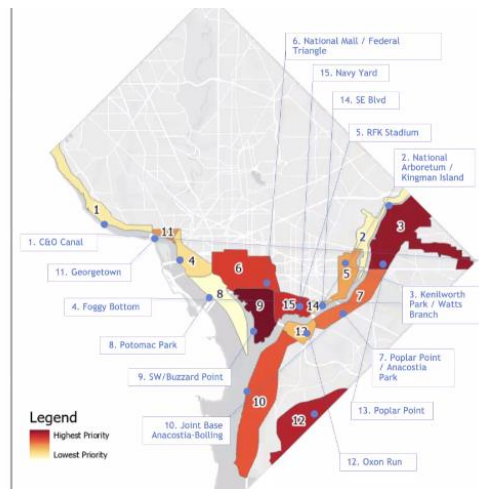 6. National Mall / Federal
Triangle
15. Navy Yard
14. SE Blvd
5. RFK Stadium
2. National
Arboretum /
Kingman Island
1
11
4
6
8
9
15
14
5
2
3
7
13
10
12
1. C&O Canal
11. Georgetown
4. Foggy Bottom
8. Potomac Park
9. SW/Buzzard Point
10. Joint Base
Anacostia-Bolling
3. Kenilworth
Park / Watts
Branch
7. Poplar Point
/ Anacostia
Park
13. Poplar Point
12. Oxon Run
Legend
Highest Priority
Lowest Priority